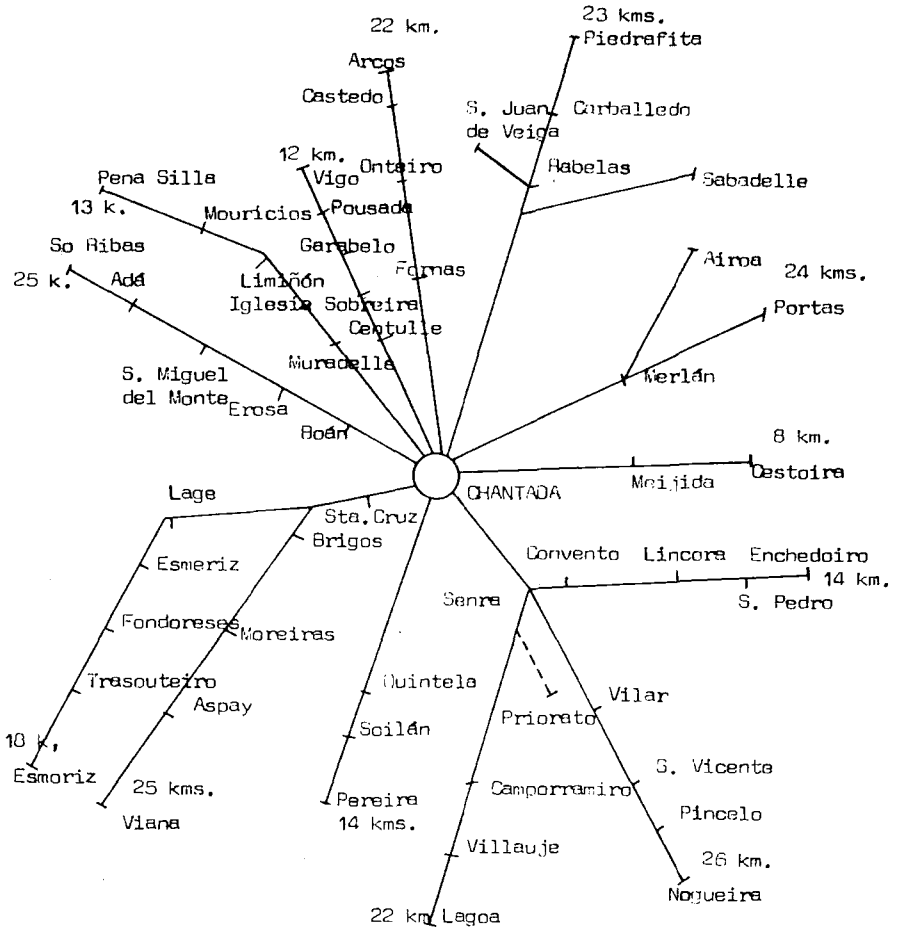 23 kms.
22 km.
Piedrafita
Arcos
Castedo
S. Juan
de Veiga
Carballedo
12 km.
Vigo
Onteiro
Rabelas
Pena Silla
Sabadelle
13 k.
Mouricios
Pousada
So Ribas
Garabelo
Airoa
25 k.
Adá
Limiñón
Fornas
24 kms.
Iglesia
Sobreira
Portas
Centulle
Muradelle
S. Miguel
del Monte
Merlán
Erosa
Boán
8 km.
Cestoira
Meijida
CHANTADA
Lage
Sta. Cruz
Brigos
Convento
Lincora
Enchedoiro
14 km.
Esmeriz
Senra
S. Pedro
Fondoreses
Moreiras
Trasouteiro
Quintela
Vilar
Aspay
Priorato
Soilán
18 k,
Esmoriz
S. Vicente
25 kms.
Camporramiro
Viana
Pereira
Pincelo
14 kms.
Villauje
26 km.
Nogueira
22 km
Lagoa